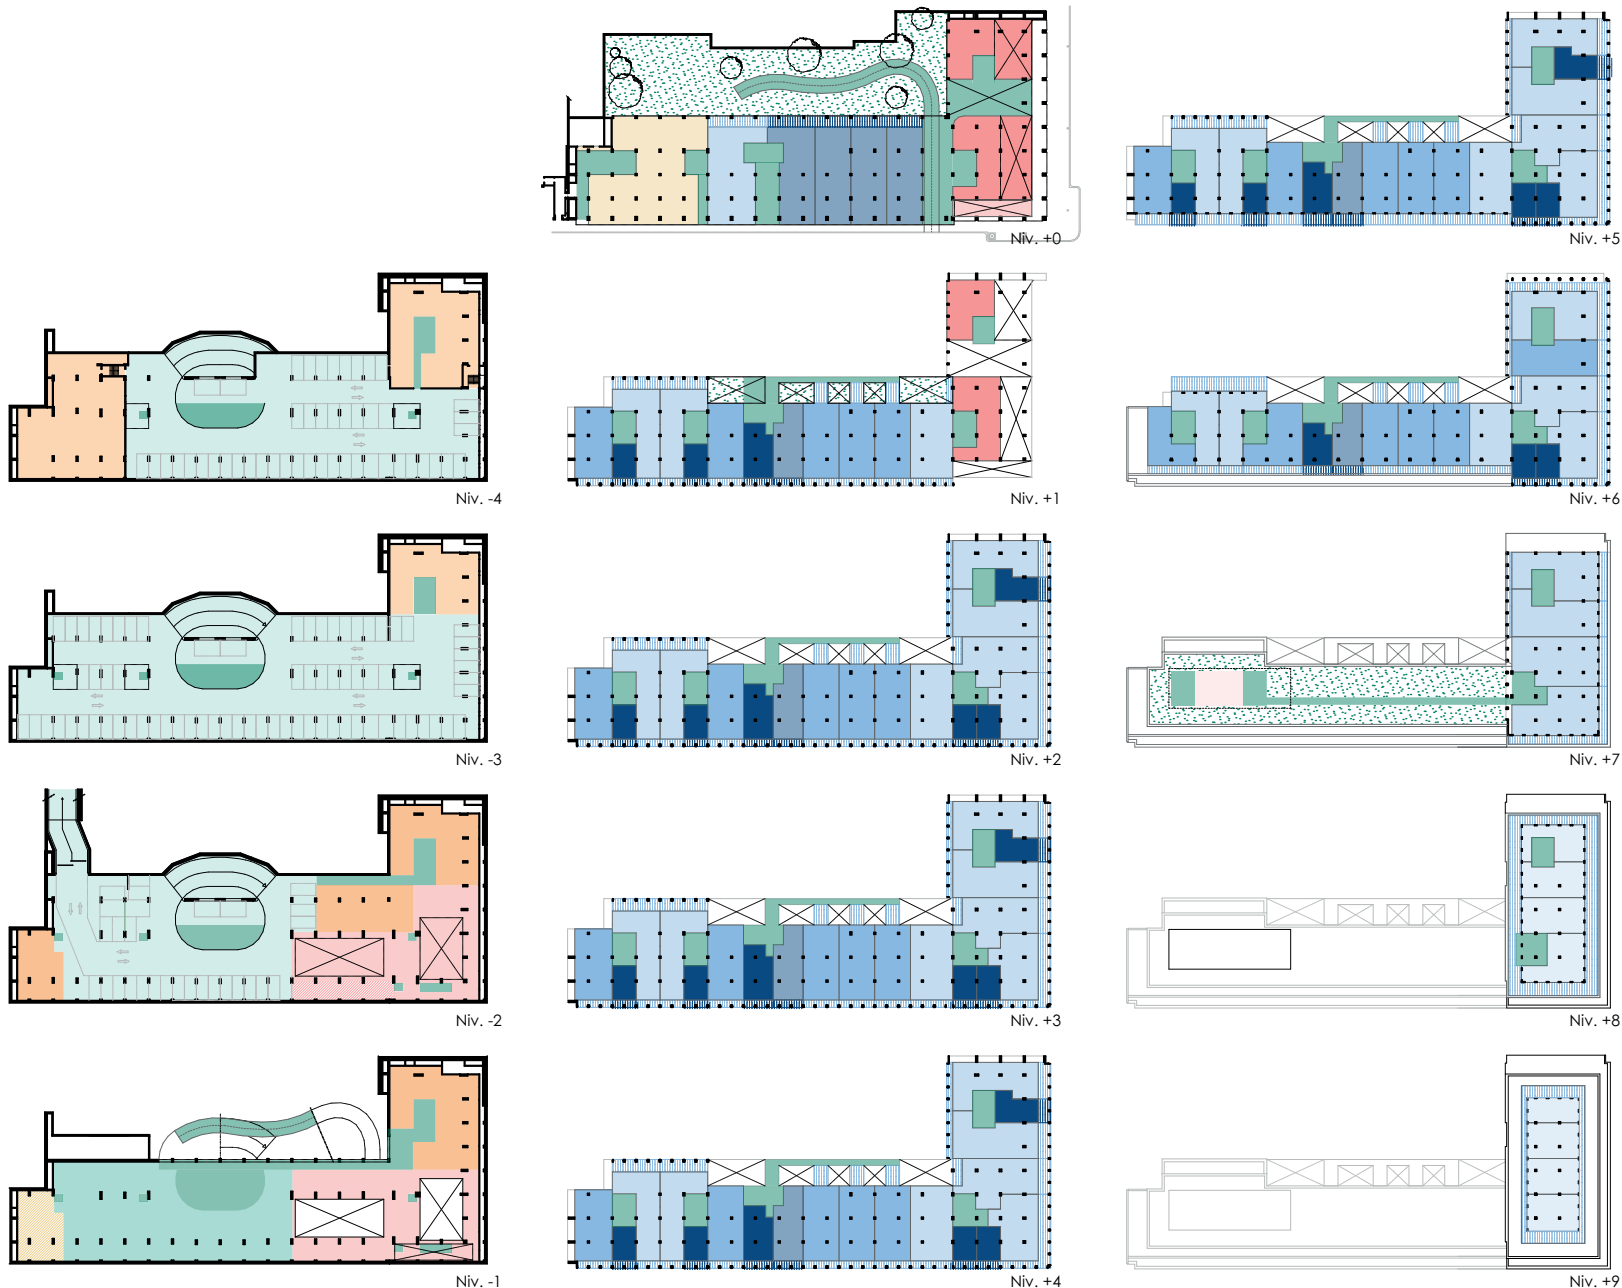 Niv. +0
Niv. +5
Niv. -4
Niv. +1
Niv. +6
Niv. -3
Niv. +2
Niv. +7
Niv. -2
Niv. +3
Niv. +8
Niv. -1
Niv. +4
Niv. +9